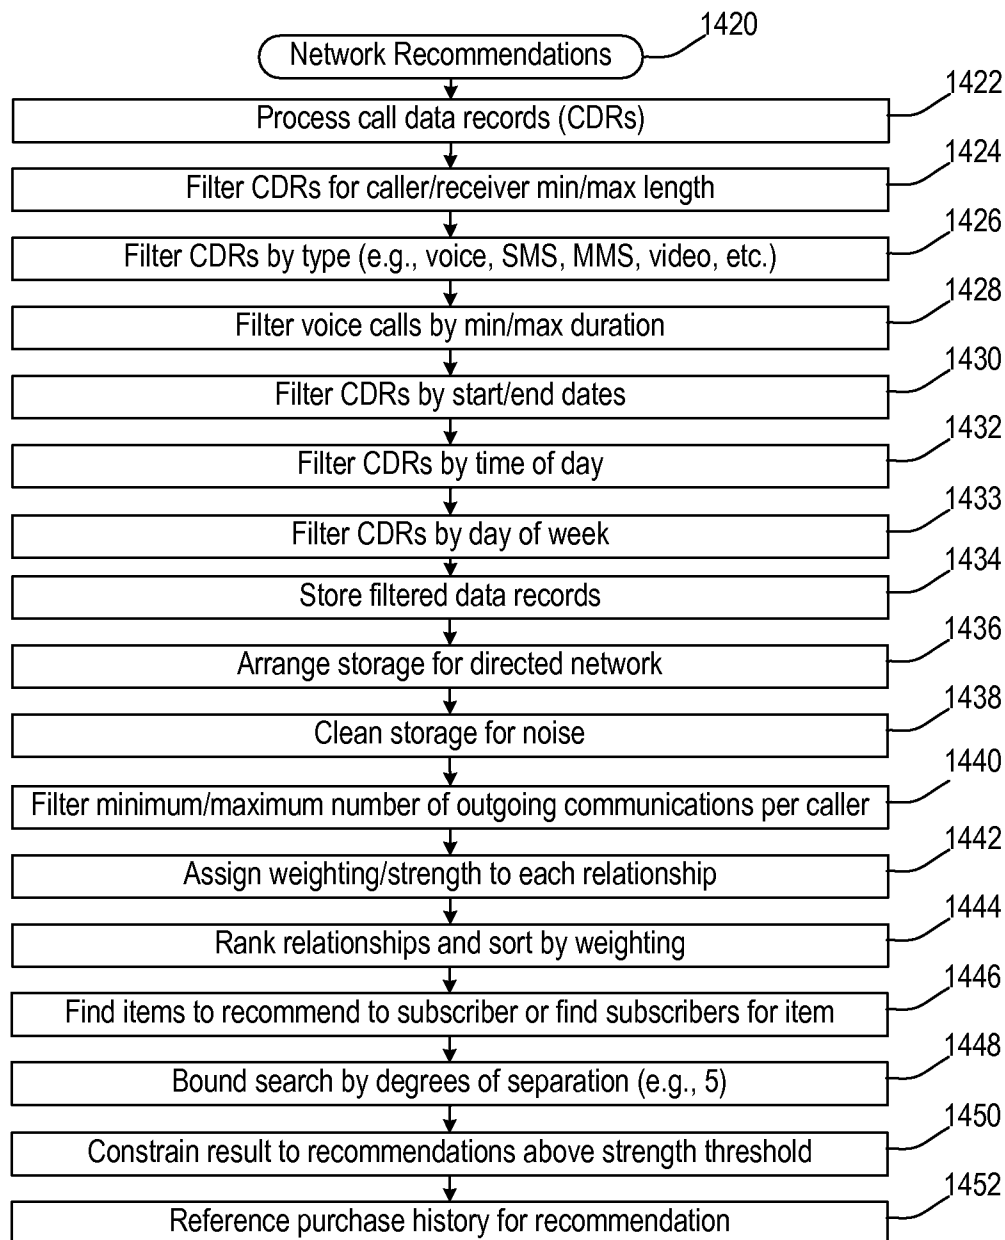 1420
Network Recommendations
1422
Process call data records (CDRs)
1424
Filter CDRs for caller/receiver min/max length
1426
Filter CDRs by type (e.g., voice, SMS, MMS, video, etc.)
1428
Filter voice calls by min/max duration
1430
Filter CDRs by start/end dates
1432
Filter CDRs by time of day
1433
Filter CDRs by day of week
1434
Store filtered data records
1436
Arrange storage for directed network
1438
Clean storage for noise
1440
Filter minimum/maximum number of outgoing communications per caller
1442
Assign weighting/strength to each relationship
1444
Rank relationships and sort by weighting
1446
Find items to recommend to subscriber or find subscribers for item
1448
Bound search by degrees of separation (e.g., 5)
1450
Constrain result to recommendations above strength threshold
1452
Reference purchase history for recommendation